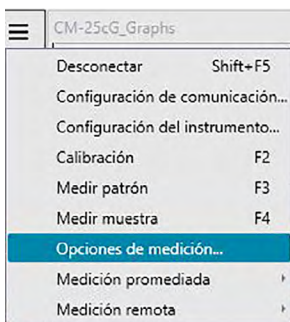 CM-25cG_Graphs
Desconectar Shift+F5
Configuración de comunicación...
Configuración del instrumento...
Calibración F2
Medir patrón F3
Medir muestra F4
Opciones de medición...
Medición promediada
Medición remota